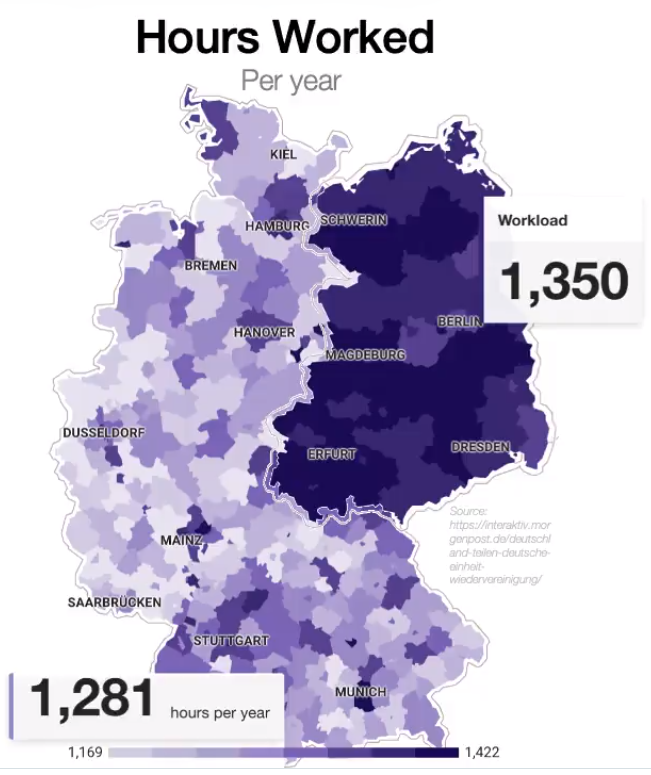 Hours Worked
Per year
KIEL
HAMBURG
SCHWERIN
Workload
1,350
BREMEN
BERLIN
HANOVER
MAGDEBURG
DUSSELDORF
ERFURT
DRESDEN
Source:
https://interaktiv.mor
genpost.de/deutschl
and-teilen-deutsche-
einheit-
wiedervereinigung/
MAINZ
SAARBRÜCKEN
STUTTGART
1,281 hours per year
MUNICH
1,169
1,422